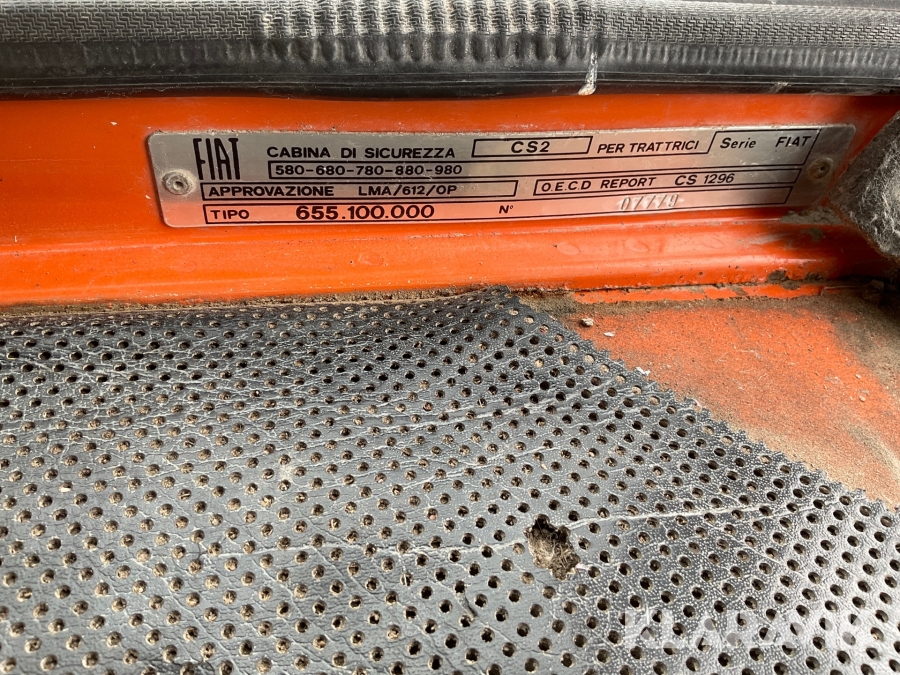 FIAT CABINA DI SICUREZZA CS2 PER TRATTRICI Serie FIAT
580-680-780-880-980
APPROVAZIONE LMA/612/OP O.E.C.D REPORT CS 1296
TIPO 655.100.000 N°
KLARAVIK